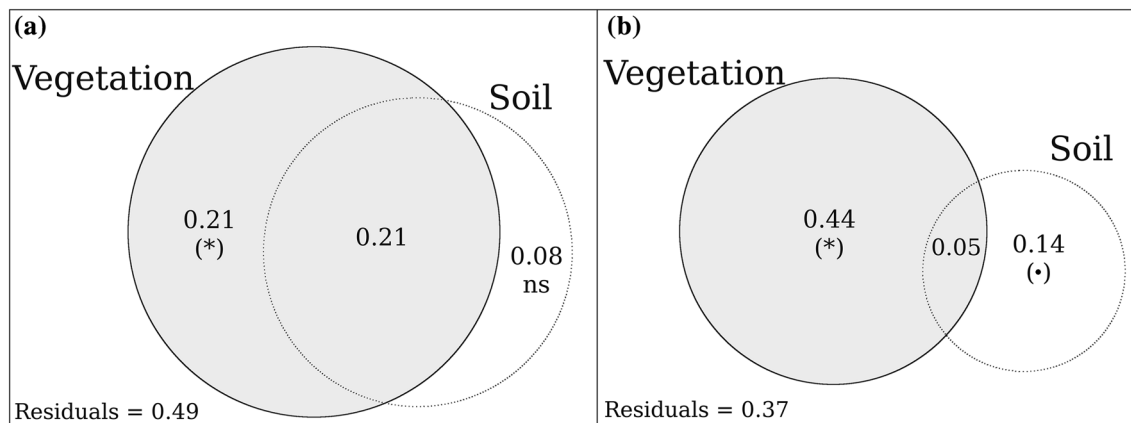 (a)
Vegetation
Soil
0.21
(*)
0.21
0.08
ns
Residuals = 0.49
(b)
Vegetation
Soil
0.44
(*)
0.05
0.14
(•)
Residuals = 0.37